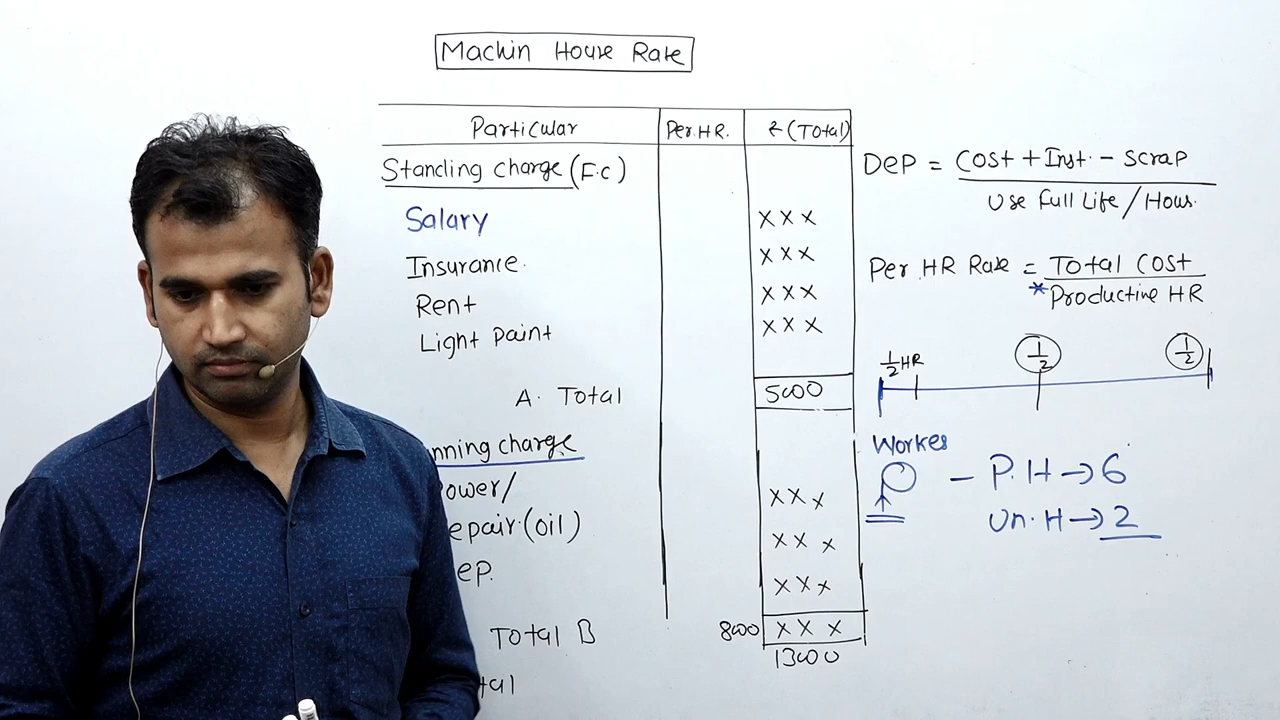 Machin House Rate
Particular Per.HR. ₹(Total)
Standing charge (F.C)
Salary XXX
Insurance. XXX
Rent XXX
Light Paint XXX
A. Total 5000
nning charge
ower/ XXX
epair.(oil) XXX
ep. XXX
Total B 8000 XXX
13000
tal
Dep = Cost + Inst. - Scrap
Use Full Life / Hour.
Per HR Rate = Total Cost
*Productive HR
1/2 HR 1/2 1/2
Worker
- P.H → 6
Un.H → 2